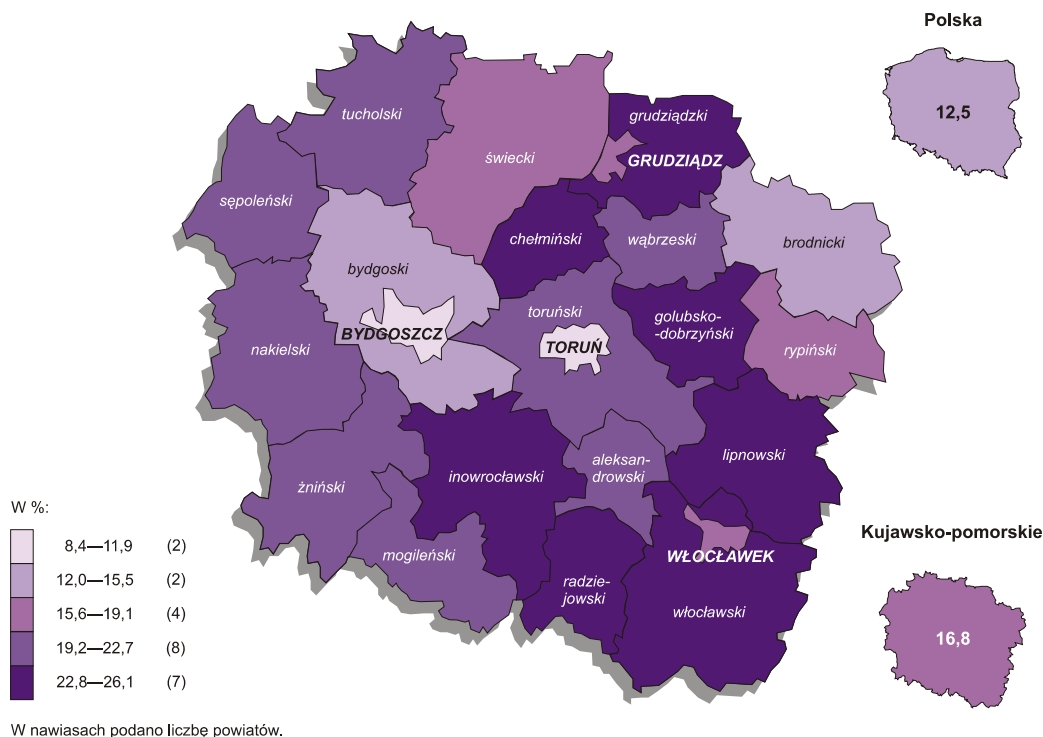 Polska
12,5
tucholski
grudziądzki
GRUDZIĄDZ
świecki
sępoleński
chełmiński
wąbrzeski
brodnicki
bydgoski
BYDGOSZCZ
toruński
TORUŃ
golubsko-
-dobrzyński
rypiński
nakielski
inowrocławski
aleksan-
drowski
lipnowski
żniński
mogileński
radzie-
jowski
WŁOCŁAWEK
włocławski
Kujawsko-pomorskie
16,8
W %:
8,4—11,9 (2)
12,0—15,5 (2)
15,6—19,1 (4)
19,2—22,7 (8)
22,8—26,1 (7)
W nawiasach podano liczbę powiatów.